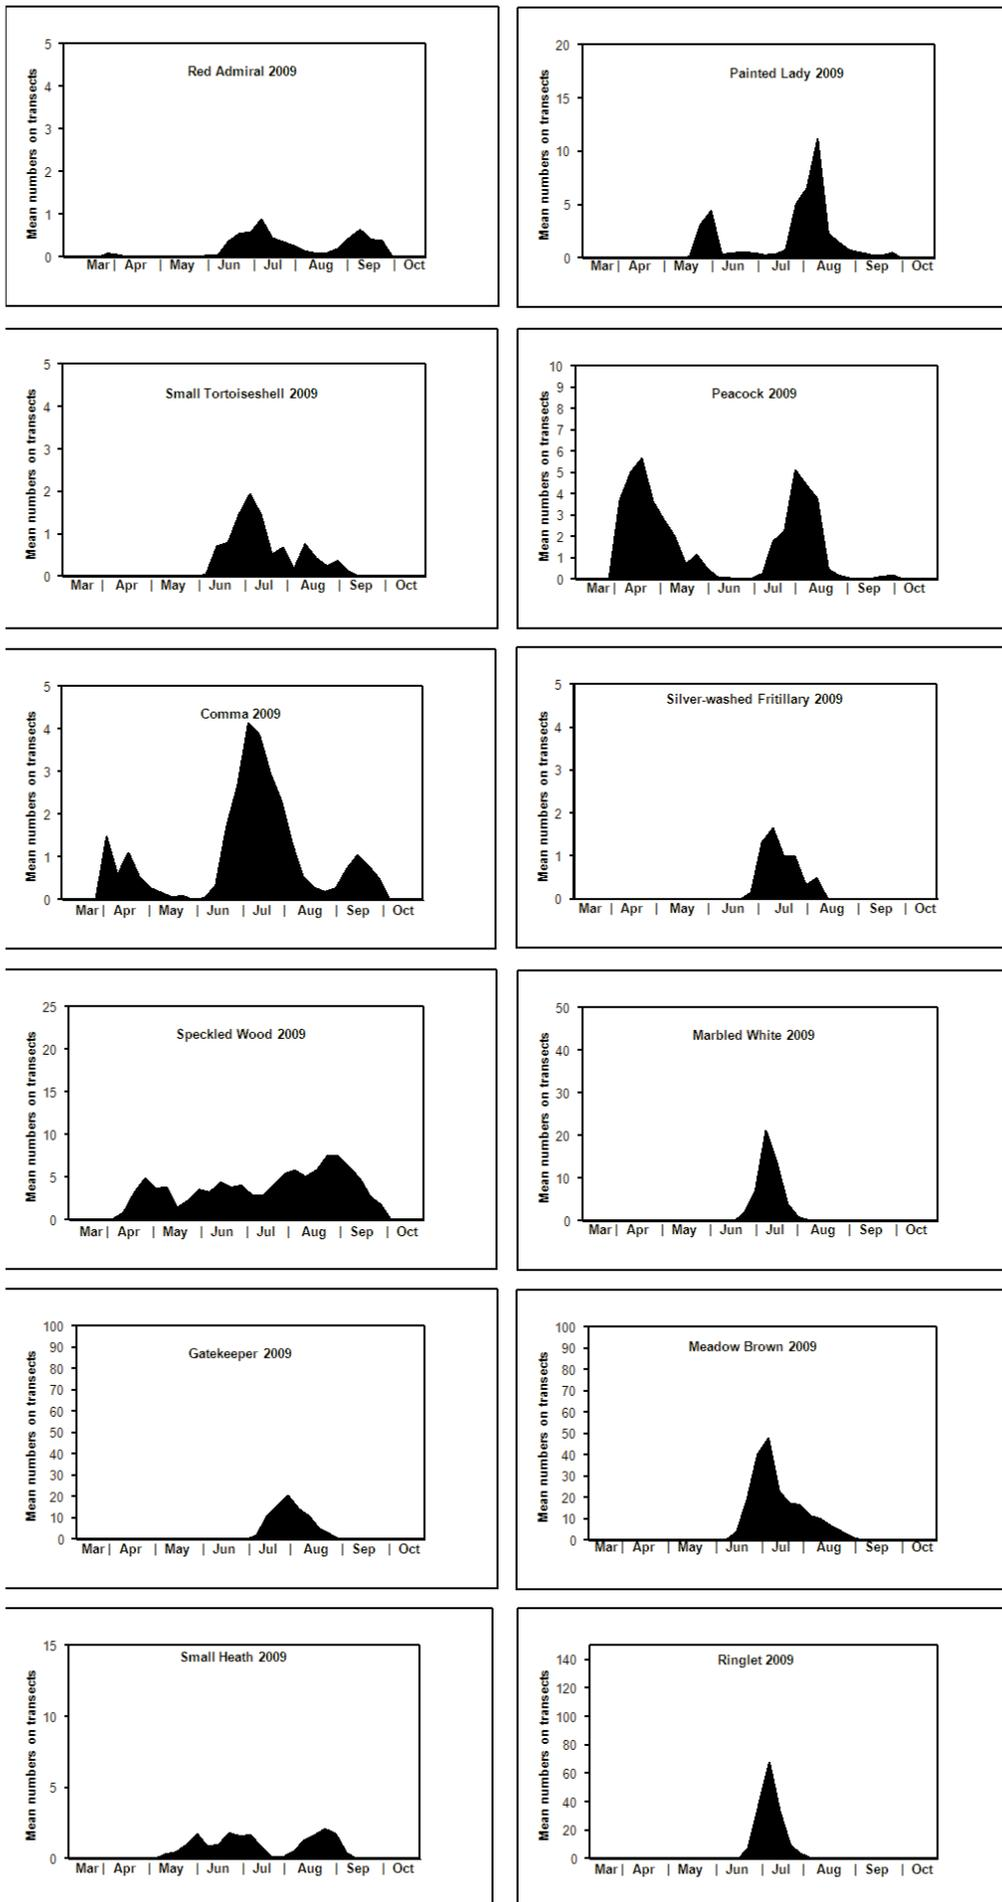 Red Admiral 2009
Mean numbers on transects
5
4
3
2
1
0
Mar | Apr | May | Jun | Jul | Aug | Sep | Oct
Painted Lady 2009
Mean numbers on transects
20
15
10
5
0
Mar | Apr | May | Jun | Jul | Aug | Sep | Oct
Small Tortoiseshell 2009
Mean numbers on transects
5
4
3
2
1
0
Mar | Apr | May | Jun | Jul | Aug | Sep | Oct
Peacock 2009
Mean numbers on transects
10
9
8
7
6
5
4
3
2
1
0
Mar | Apr | May | Jun | Jul | Aug | Sep | Oct
Comma 2009
Mean numbers on transects
5
4
3
2
1
0
Mar | Apr | May | Jun | Jul | Aug | Sep | Oct
Silver-washed Fritillary 2009
Mean numbers on transects
5
4
3
2
1
0
Mar | Apr | May | Jun | Jul | Aug | Sep | Oct
Speckled Wood 2009
Mean numbers on transects
25
20
15
10
5
0
Mar | Apr | May | Jun | Jul | Aug | Sep | Oct
Marbled White 2009
Mean numbers on transects
50
40
30
20
10
0
Mar | Apr | May | Jun | Jul | Aug | Sep | Oct
Gatekeeper 2009
Mean numbers on transects
100
90
80
70
60
50
40
30
20
10
0
Mar | Apr | May | Jun | Jul | Aug | Sep | Oct
Meadow Brown 2009
Mean numbers on transects
100
90
80
70
60
50
40
30
20
10
0
Mar | Apr | May | Jun | Jul | Aug | Sep | Oct
Small Heath 2009
Mean numbers on transects
15
10
5
0
Mar | Apr | May | Jun | Jul | Aug | Sep | Oct
Ringlet 2009
Mean numbers on transects
140
120
100
80
60
40
20
0
Mar | Apr | May | Jun | Jul | Aug | Sep | Oct